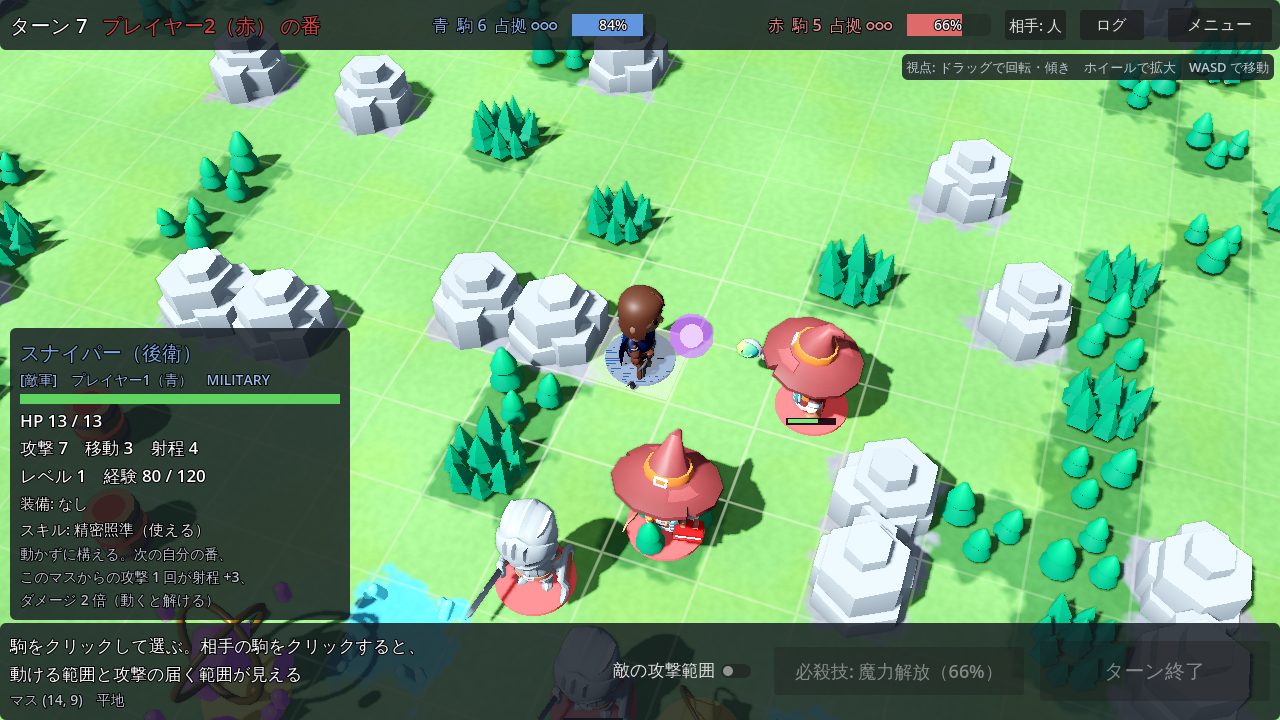 ターン 7 プレイヤー2（赤） の番 青 駒 6 占拠 ooo 84% 赤 駒 5 占拠 ooo 66% 相手: 人 ログ メニュー
視点: ドラッグで回転・傾き ホイールで拡大 WASD で移動
スナイパー（後衛）
[敵軍] プレイヤー1（青） MILITARY
HP 13 / 13
攻撃 7 移動 3 射程 4
レベル 1 経験 80 / 120
装備: なし
スキル: 精密照準（使える）
動かずに構える。次の自分の番、
このマスからの攻撃 1 回が射程 +3、
ダメージ 2 倍（動くと解ける）
駒をクリックして選ぶ。相手の駒をクリックすると、
動ける範囲と攻撃の届く範囲が見える
マス (14, 9) 平地
敵の攻撃範囲 必殺技: 魔力解放（66%） ターン終了